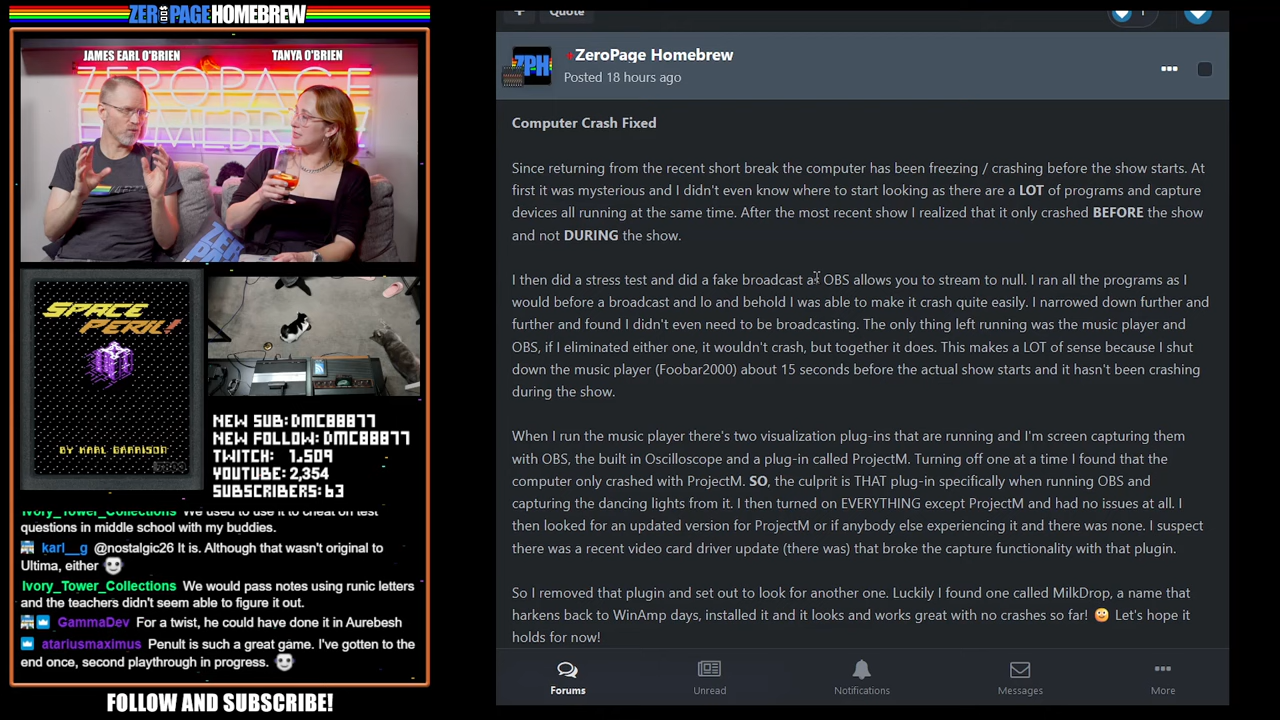 ZEROPAGE HOMEBREW
JAMES EARL O'BRIEN
TANYA O'BRIEN
ZEROPAGE
HOMEBREW
SPACE
PERIL!
BY KARL GARRISON
NEW SUB:DMC88877
NEW FOLLOW:DMC88877
TWITCH: 1,509
YOUTUBE: 2,354
SUBSCRIBERS: 63
Ivory_Tower_Collections We used to use it to cheat on test
questions in middle school with my buddies.
karl__g @nostalgic26 It is. Although that wasn't original to
Ultima, either
Ivory_Tower_Collections We would pass notes using runic letters
and the teachers didn't seem able to figure it out.
GammaDev For a twist, he could have done it in Aurebesh
atariusmaximus Penult is such a great game. I've gotten to the
end once, second playthrough in progress.
FOLLOW AND SUBSCRIBE!
+ Quote
1
ZPH
+ZeroPage Homebrew
Posted 18 hours ago
Computer Crash Fixed
Since returning from the recent short break the computer has been freezing / crashing before the show starts. At
first it was mysterious and I didn't even know where to start looking as there are a LOT of programs and capture
devices all running at the same time. After the most recent show I realized that it only crashed BEFORE the show
and not DURING the show.
I then did a stress test and did a fake broadcast as OBS allows you to stream to null. I ran all the programs as I
would before a broadcast and lo and behold I was able to make it crash quite easily. I narrowed down further and
further and found I didn't even need to be broadcasting. The only thing left running was the music player and
OBS, if I eliminated either one, it wouldn't crash, but together it does. This makes a LOT of sense because I shut
down the music player (Foobar2000) about 15 seconds before the actual show starts and it hasn't been crashing
during the show.
When I run the music player there's two visualization plug-ins that are running and I'm screen capturing them
with OBS, the built in Oscilloscope and a plug-in called ProjectM. Turning off one at a time I found that the
computer only crashed with ProjectM. SO, the culprit is THAT plug-in specifically when running OBS and
capturing the dancing lights from it. I then turned on EVERYTHING except ProjectM and had no issues at all. I
then looked for an updated version for ProjectM or if anybody else experiencing it and there was none. I suspect
there was a recent video card driver update (there was) that broke the capture functionality with that plugin.
So I removed that plugin and set out to look for another one. Luckily I found one called MilkDrop, a name that
harkens back to WinAmp days, installed it and it looks and works great with no crashes so far! Let's hope it
holds for now!
Forums
Unread
Notifications
Messages
More